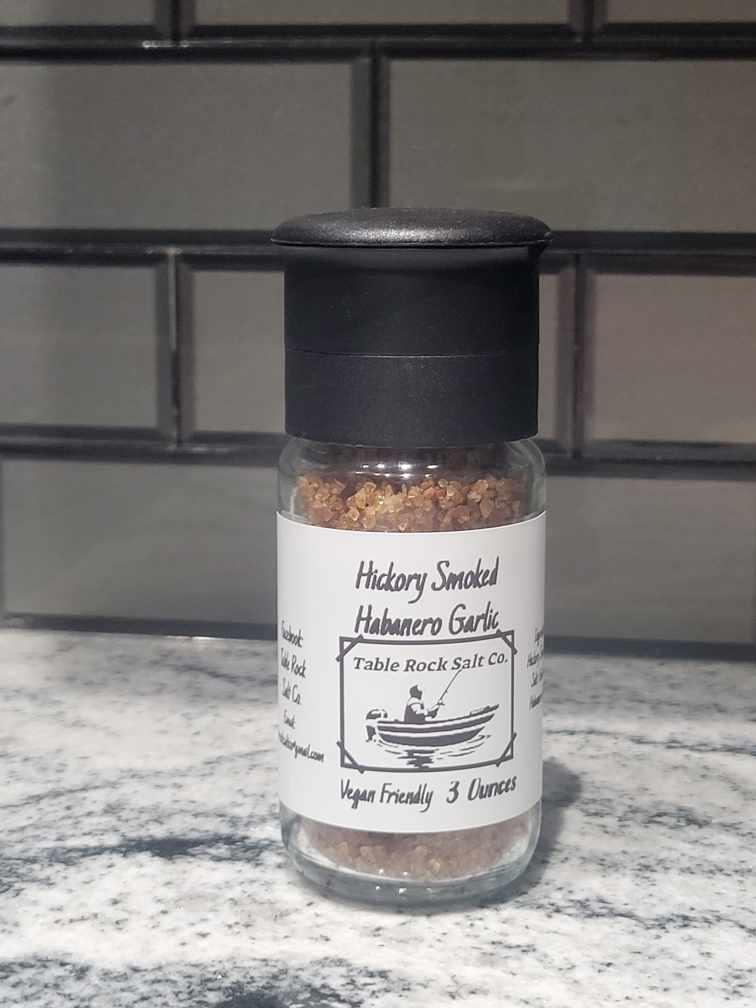 Hickory Smoked
Habanero Garlic
Table Rock Salt Co.
Vegan Friendly 3 Ounces
Facebook:
Table Rock
Salt Co.
Email: